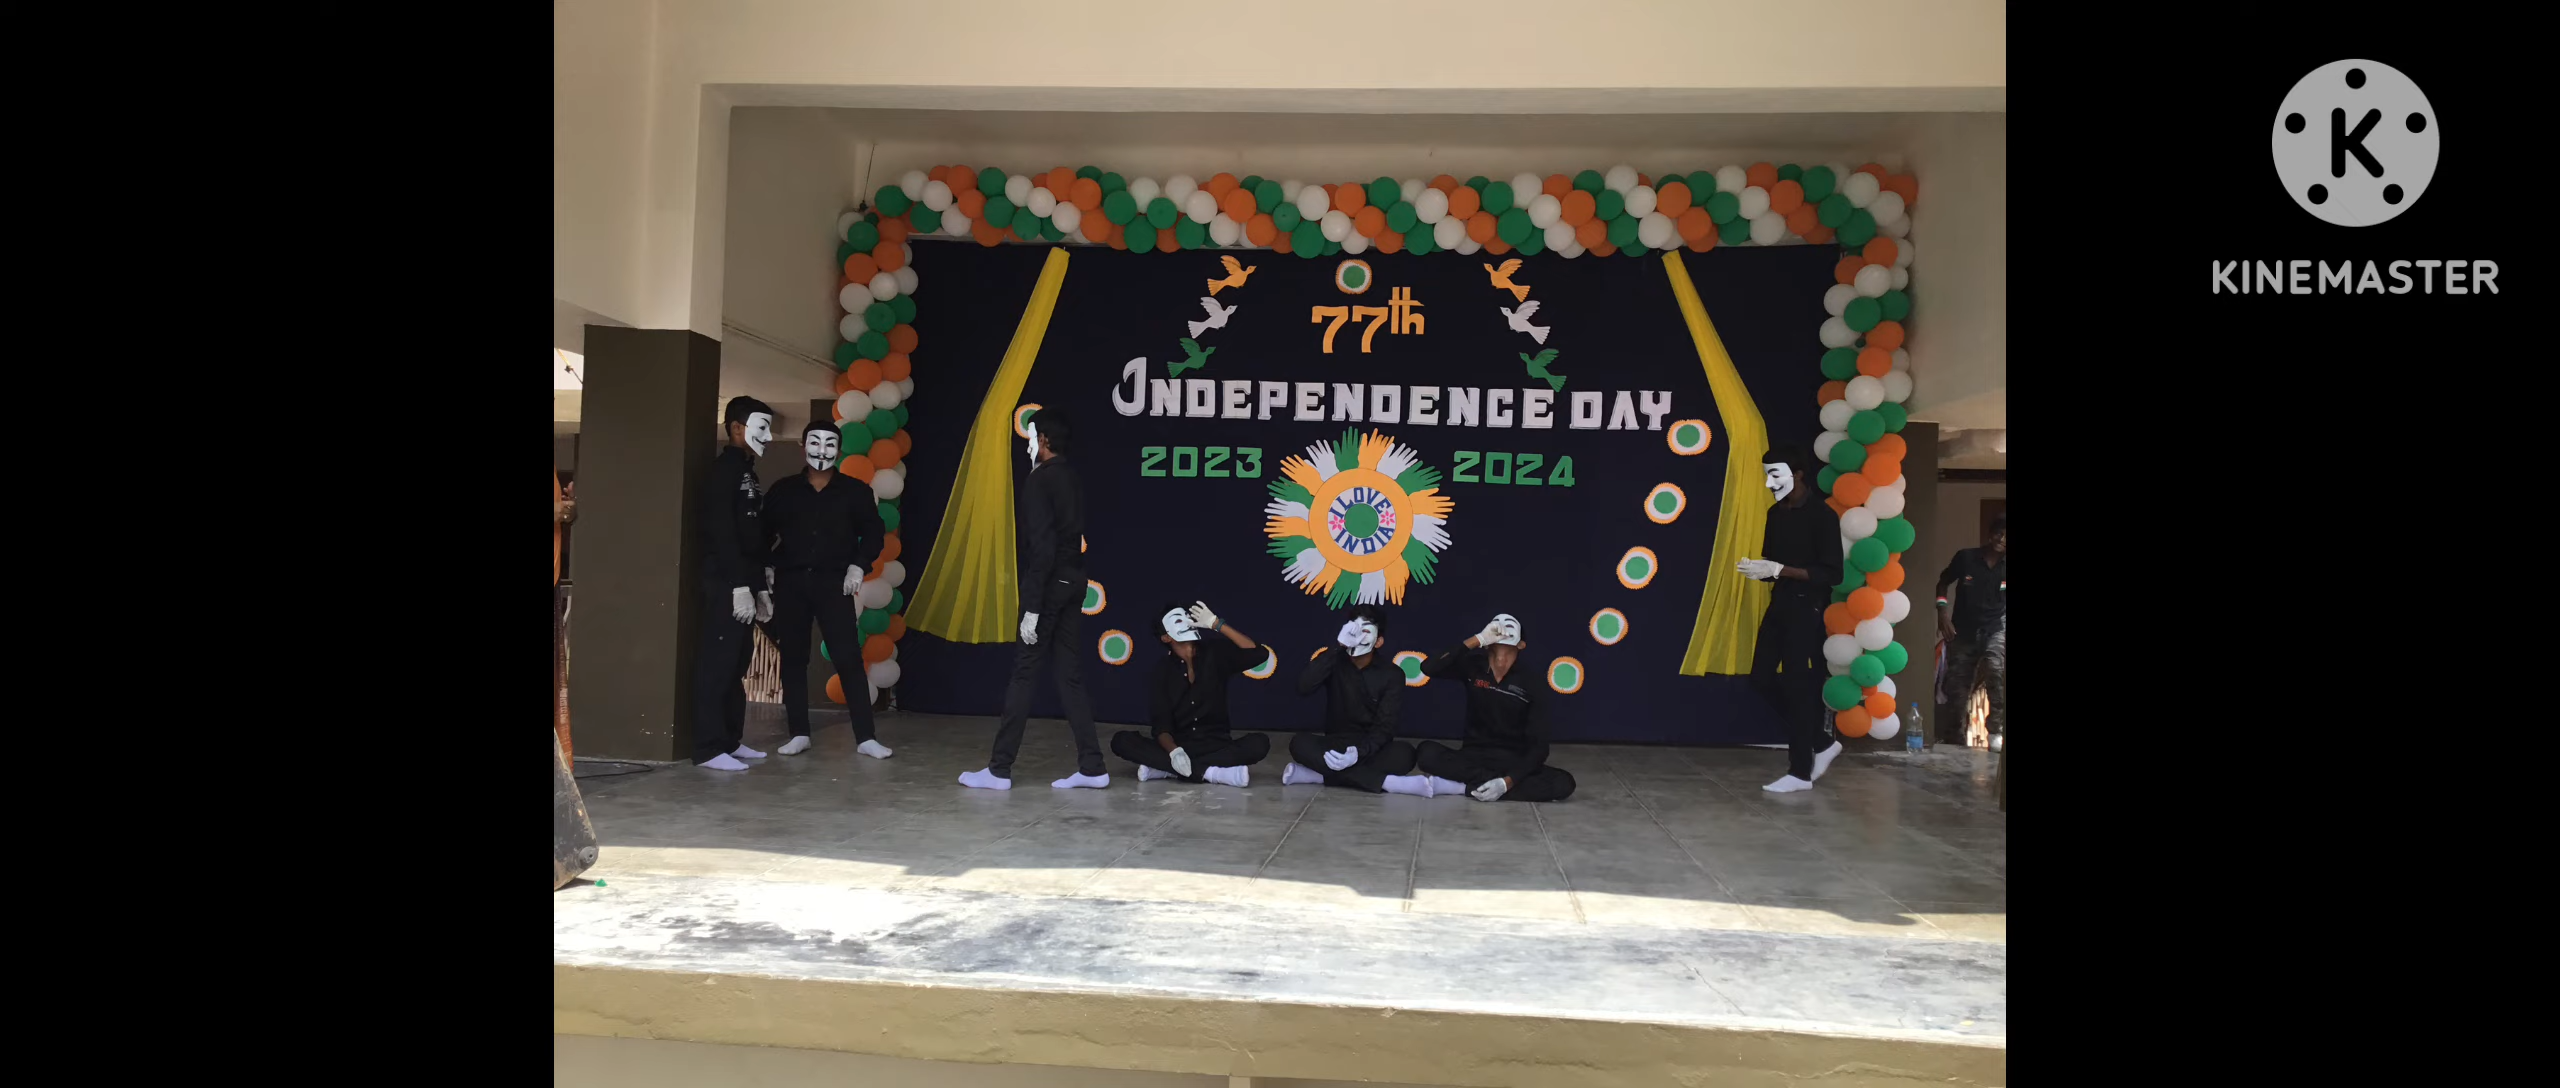 77th
INDEPENDENCE DAY
2023 2024
I LOVE
INDIA
K
KINEMASTER